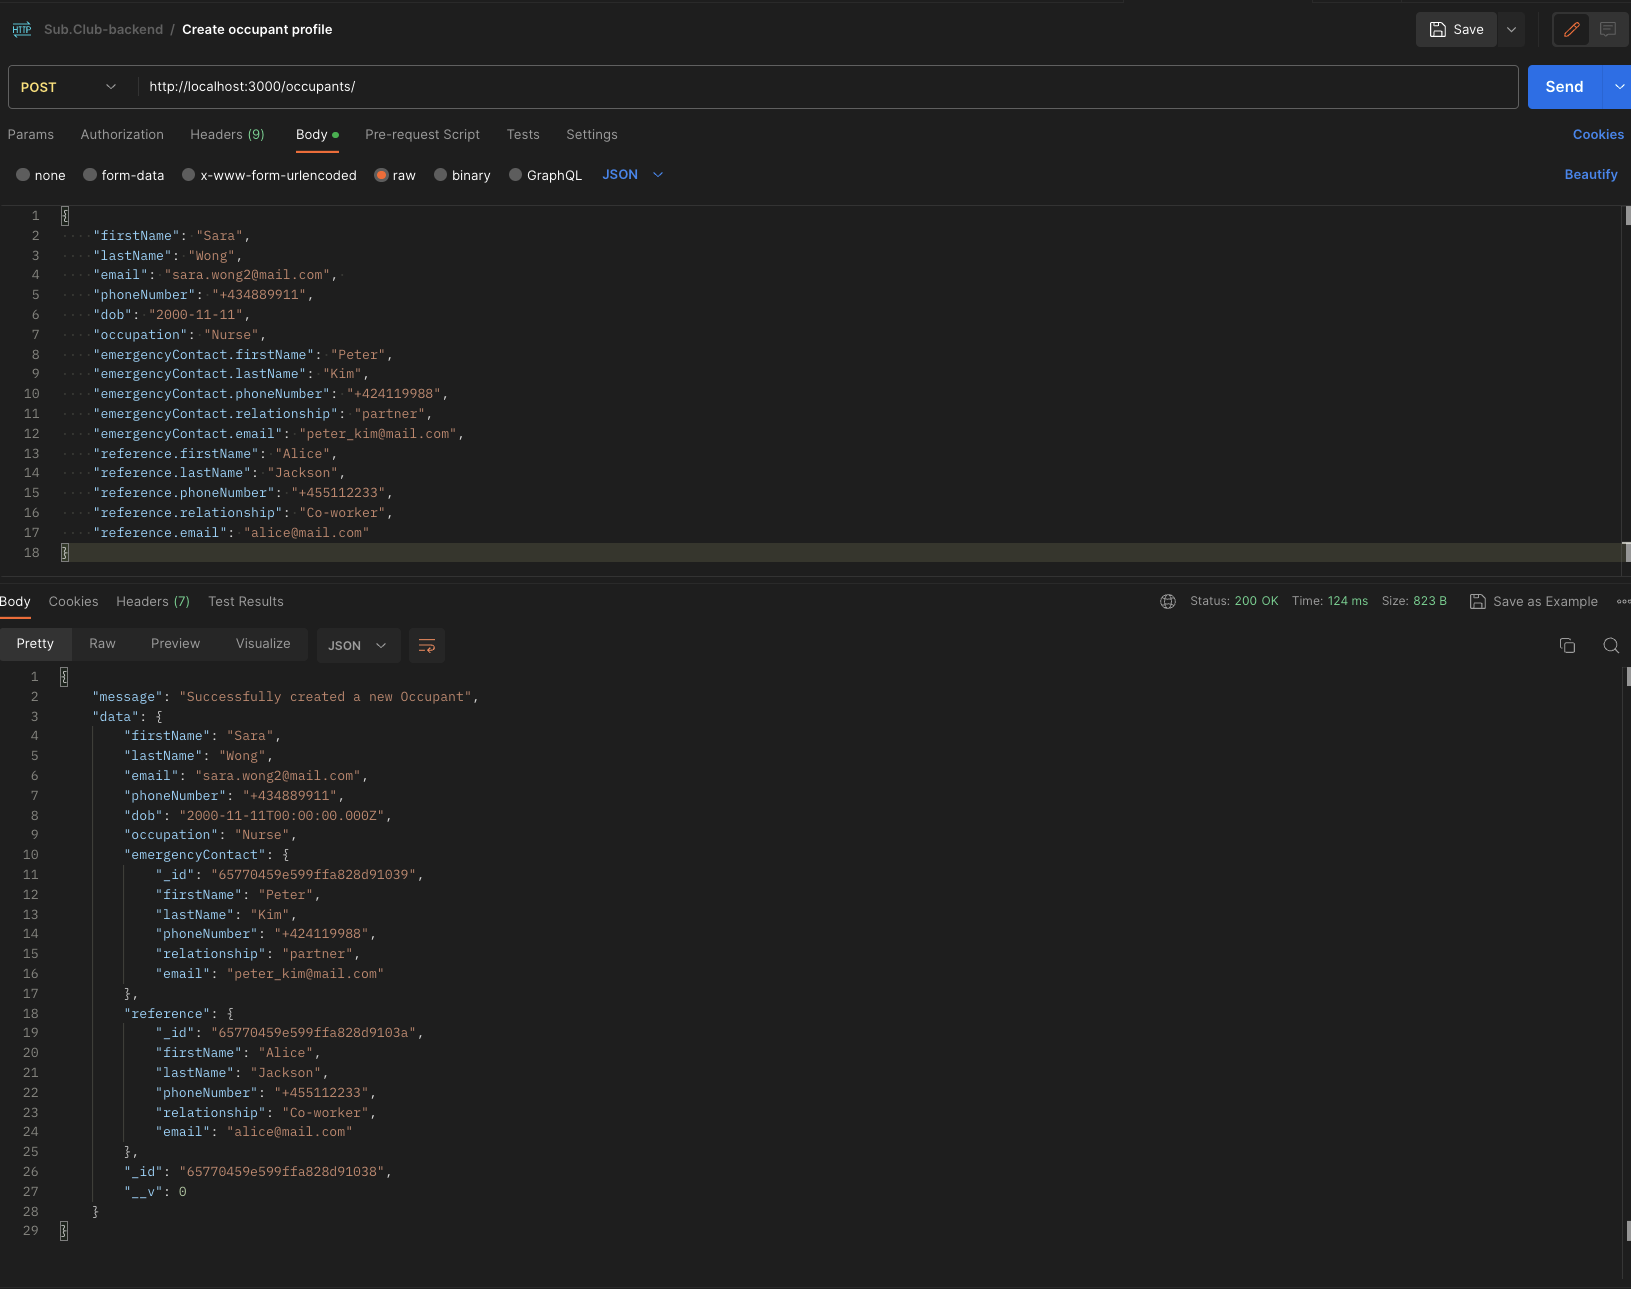 HTTP Sub.Club-backend / Create occupant profile Save
POST http://localhost:3000/occupants/ Send
Params Authorization Headers (9) Body Pre-request Script Tests Settings Cookies
none form-data x-www-form-urlencoded raw binary GraphQL JSON Beautify
1 {
2 "firstName": "Sara",
3 "lastName": "Wong",
4 "email": "sara.wong2@mail.com",
5 "phoneNumber": "+434889911",
6 "dob": "2000-11-11",
7 "occupation": "Nurse",
8 "emergencyContact.firstName": "Peter",
9 "emergencyContact.lastName": "Kim",
10 "emergencyContact.phoneNumber": "+424119988",
11 "emergencyContact.relationship": "partner",
12 "emergencyContact.email": "peter_kim@mail.com",
13 "reference.firstName": "Alice",
14 "reference.lastName": "Jackson",
15 "reference.phoneNumber": "+455112233",
16 "reference.relationship": "Co-worker",
17 "reference.email": "alice@mail.com"
18 }
Body Cookies Headers (7) Test Results Status: 200 OK Time: 124 ms Size: 823 B Save as Example
Pretty Raw Preview Visualize JSON
1 {
2 "message": "Successfully created a new Occupant",
3 "data": {
4 "firstName": "Sara",
5 "lastName": "Wong",
6 "email": "sara.wong2@mail.com",
7 "phoneNumber": "+434889911",
8 "dob": "2000-11-11T00:00:00.000Z",
9 "occupation": "Nurse",
10 "emergencyContact": {
11 "_id": "65770459e599ffa828d91039",
12 "firstName": "Peter",
13 "lastName": "Kim",
14 "phoneNumber": "+424119988",
15 "relationship": "partner",
16 "email": "peter_kim@mail.com"
17 },
18 "reference": {
19 "_id": "65770459e599ffa828d9103a",
20 "firstName": "Alice",
21 "lastName": "Jackson",
22 "phoneNumber": "+455112233",
23 "relationship": "Co-worker",
24 "email": "alice@mail.com"
25 },
26 "_id": "65770459e599ffa828d91038",
27 "__v": 0
28 }
29 }